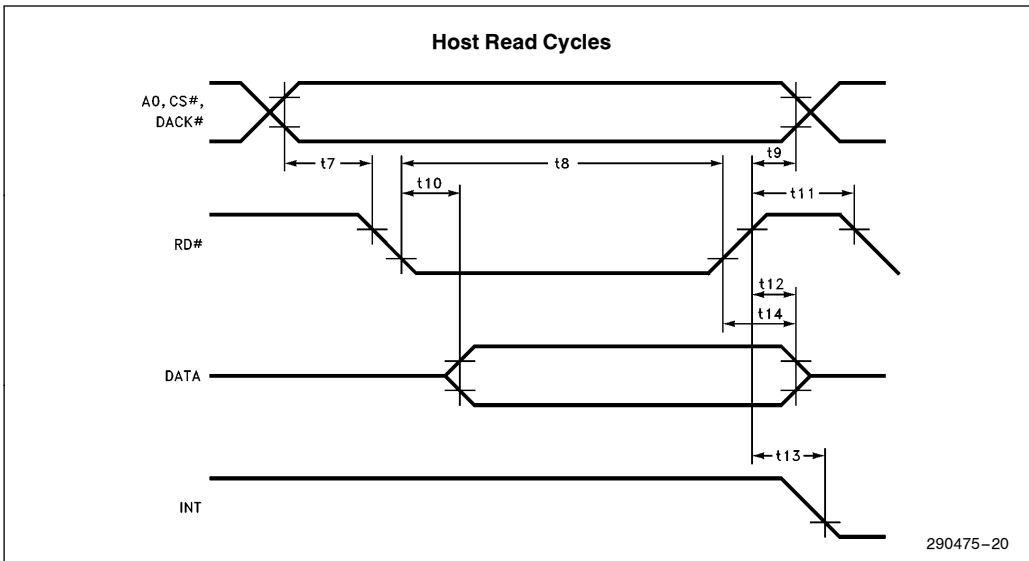 Host Read Cycles
A0, CS#,
DACK#
t7
t8
t9
t10
t11
RD#
t12
t14
DATA
t13
INT
290475-20